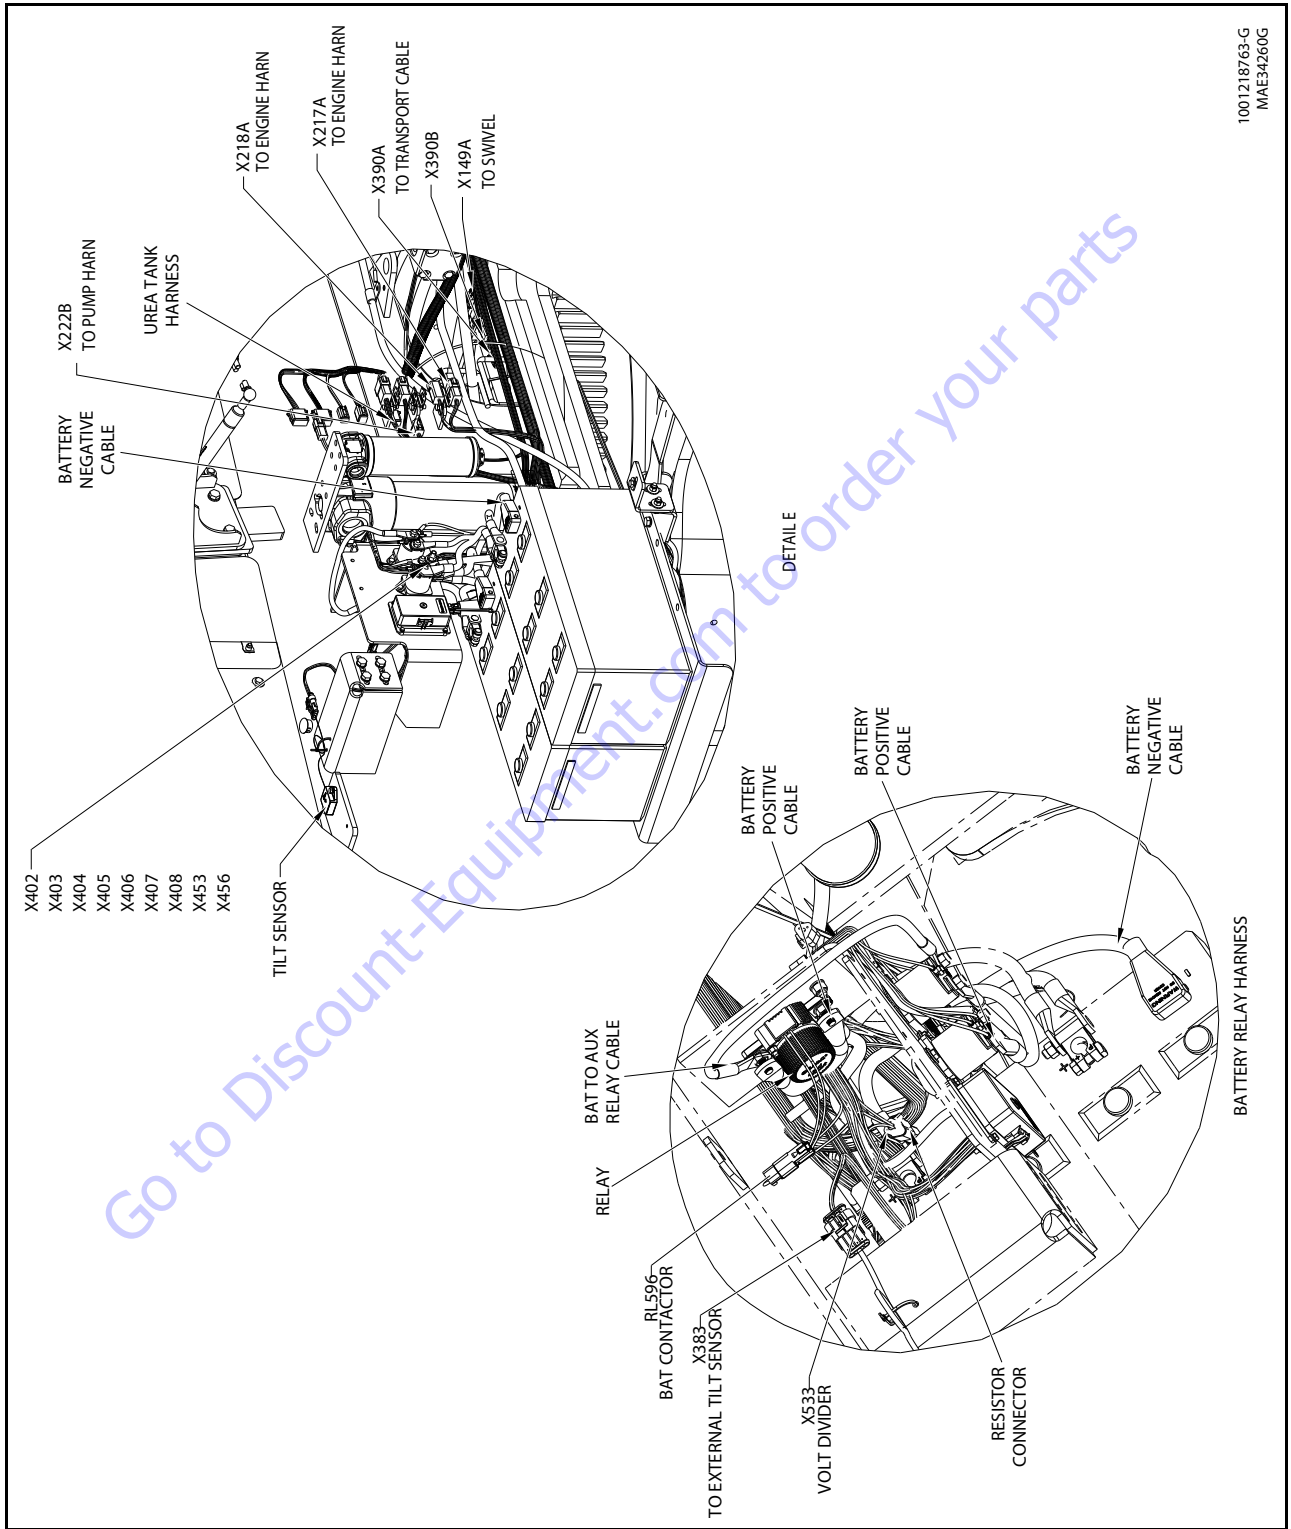 X402
X403
X404
X405
X406
X407
X408
X453
X456
TILT SENSOR
BATTERY
NEGATIVE
CABLE
X222B
TO PUMP HARN
UREA TANK
HARNESS
X218A
TO ENGINE HARN
X217A
TO ENGINE HARN
X390A
TO TRANSPORT CABLE
X390B
X149A
TO SWIVEL
DETAIL E
RL596
BAT CONTACTOR
X383
TO EXTERNAL TILT SENSOR
X533
VOLT DIVIDER
RESISTOR
CONNECTOR
RELAY
BAT TO AUX
RELAY CABLE
BATTERY
POSITIVE
CABLE
BATTERY
POSITIVE
CABLE
BATTERY
NEGATIVE
CABLE
+
+
BATTERY RELAY HARNESS
1001218763-G
MAE34260G
Go to Discount-Equipment.com to order your parts